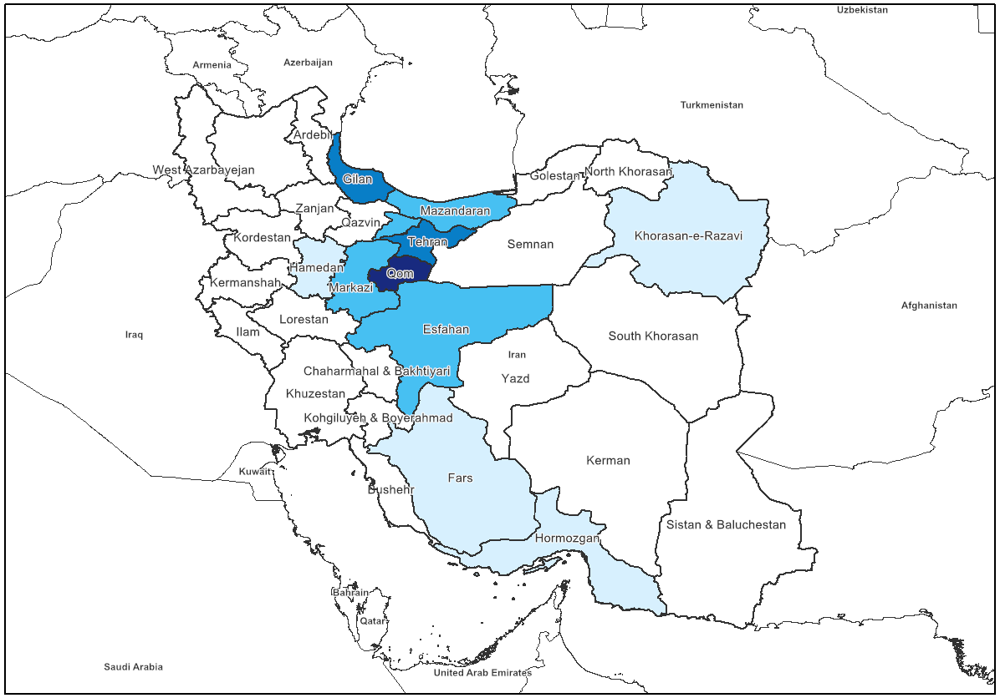 Uzbekistan
Armenia
Azerbaijan
Turkmenistan
Ardebil
West Azarbayejan
Gilan
Golestan
North Khorasan
Zanjan
Mazandaran
Qazvin
Kordestan
Tehran
Semnan
Khorasan-e-Razavi
Hamedan
Qom
Kermanshah
Markazi
Afghanistan
Lorestan
Ilam
Esfahan
Iraq
South Khorasan
Iran
Chaharmahal & Bakhtiyari
Yazd
Khuzestan
Kohgiluyeh & Boyerahmad
Kerman
Kuwait
Fars
Bushehr
Sistan & Baluchestan
Hormozgan
Bahrain
Qatar
Saudi Arabia
United Arab Emirates